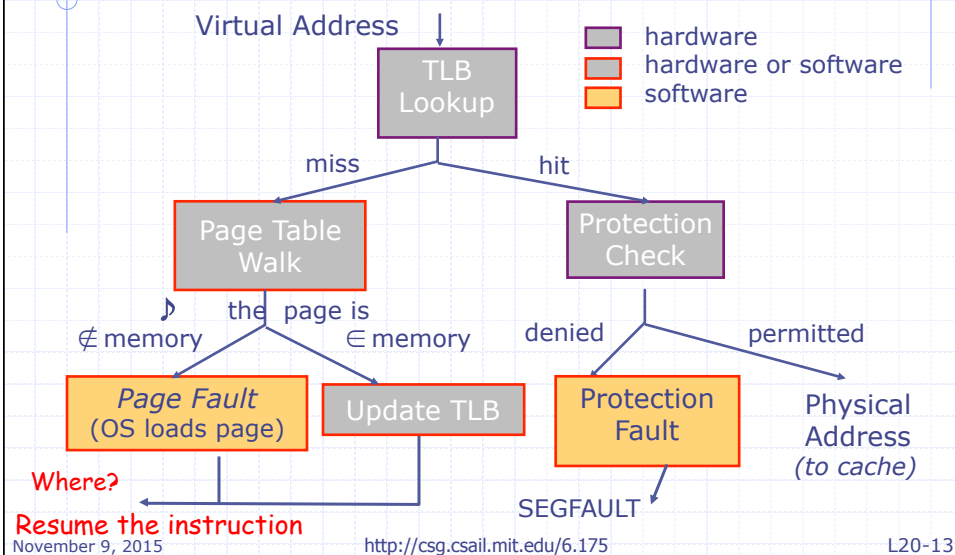 Virtual Address
hardware
hardware or software
software
TLB
Lookup
miss
hit
Page Table
Walk
Protection
Check
♪ the page is
∉ memory
∈ memory
denied
permitted
Page Fault
(OS loads page)
Update TLB
Protection
Fault
Physical
Address
(to cache)
Where?
Resume the instruction
SEGFAULT
November 9, 2015
http://csg.csail.mit.edu/6.175
L20-13